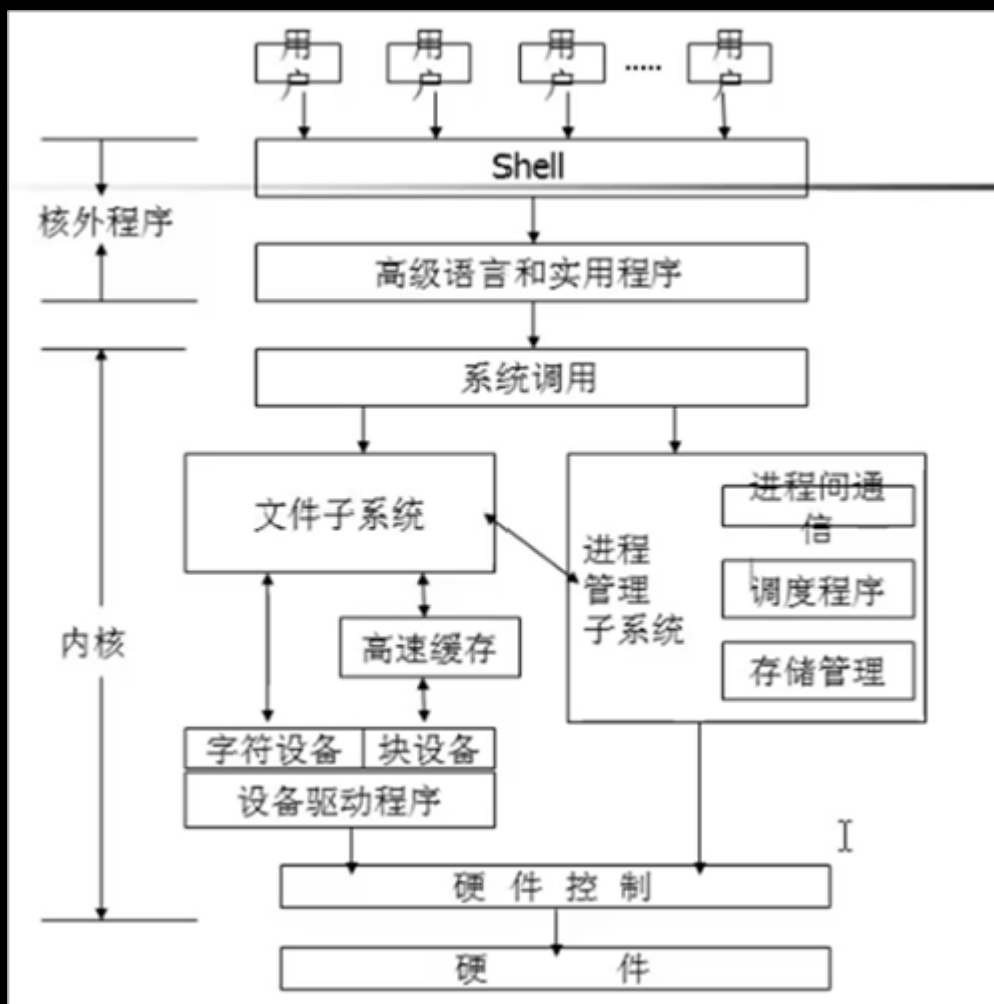 用户 用户 用户 ..... 用户
Shell
核外程序
高级语言和实用程序
系统调用
文件子系统
进程
管理
子系统
进程间通
信
调度程序
存储管理
内核
高速缓存
字符设备 块设备
设备驱动程序
硬 件 控 制
硬 件